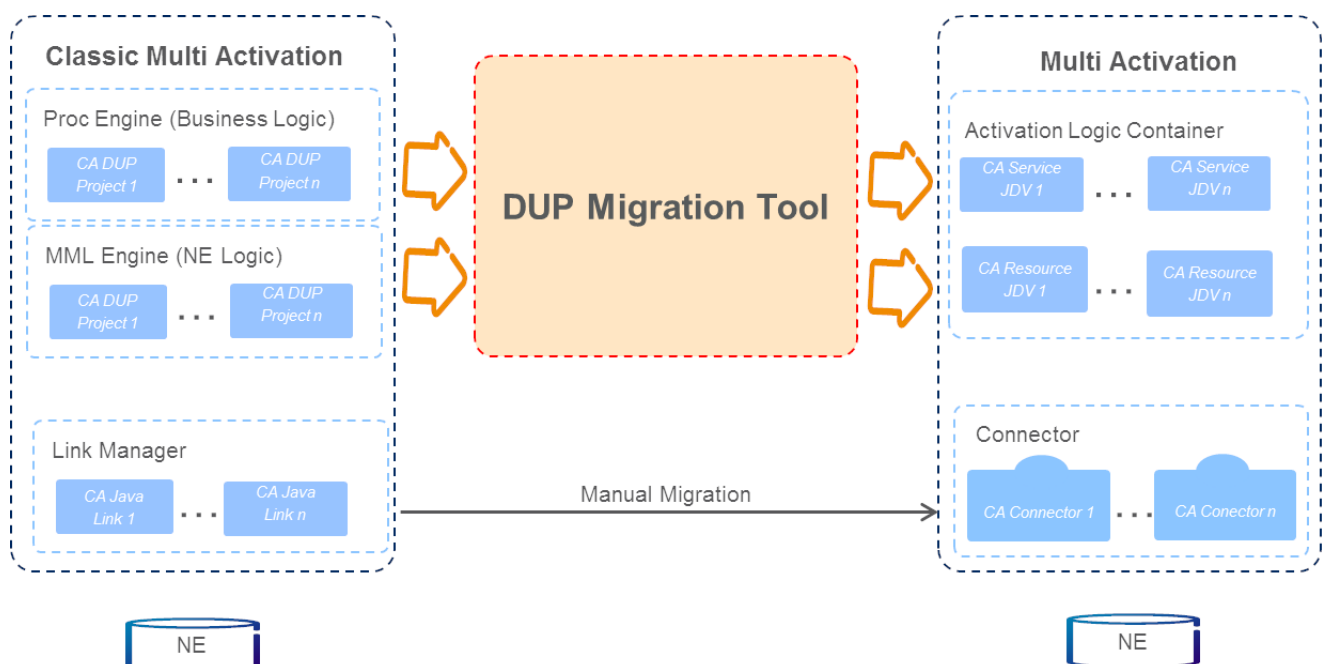 Classic Multi Activation
Proc Engine (Business Logic)
CA DUP
Project 1
...
CA DUP
Project n
MML Engine (NE Logic)
CA DUP
Project 1
...
CA DUP
Project n
Link Manager
CA Java
Link 1
...
CA Java
Link n
NE
DUP Migration Tool
Manual Migration
Multi Activation
Activation Logic Container
CA Service
JDV 1
...
CA Service
JDV n
CA Resource
JDV 1
...
CA Resource
JDV n
Connector
CA Connector 1
...
CA Conector n
NE